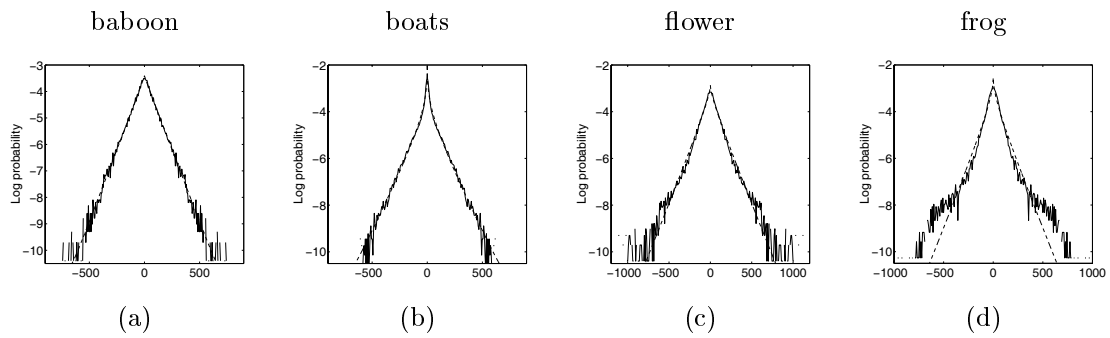 baboon boats flower frog
−3 −4 −5 −6 −7 −8 −9 −10
Log probability
−500 0 500
−2 −4 −6 −8 −10
Log probability
−500 0 500
−2 −4 −6 −8 −10
Log probability
−1000 −500 0 500 1000
−2 −4 −6 −8 −10
Log probability
−1000 −500 0 500 1000
(a) (b) (c) (d)